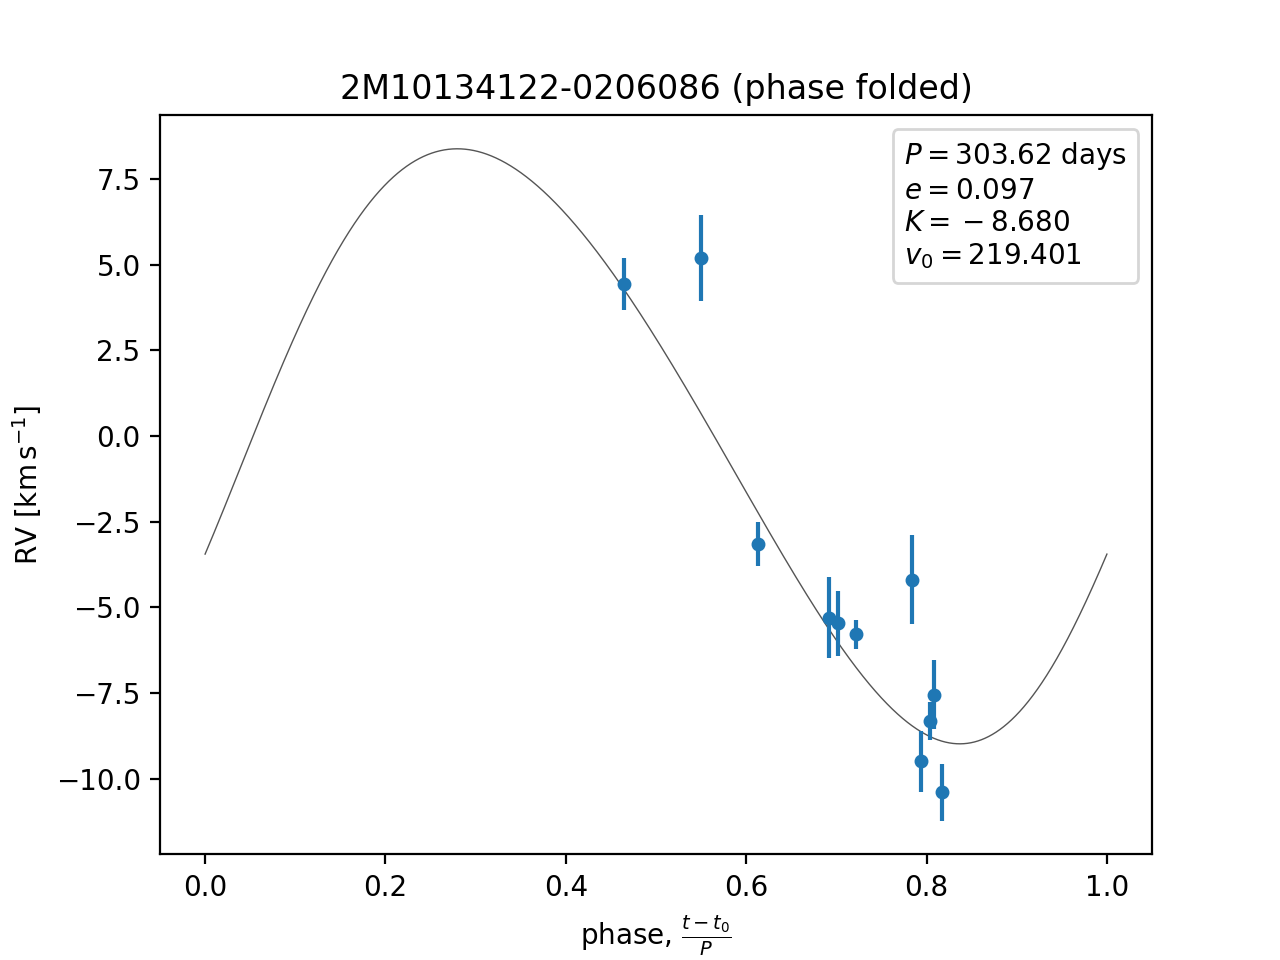 2M10134122-0206086 (phase folded)
P = 303.62 days
e = 0.097
K = −8.680
v₀ = 219.401
7.5
5.0
2.5
0.0
−2.5
−5.0
−7.5
−10.0
RV [km s⁻¹]
0.0 0.2 0.4 0.6 0.8 1.0
phase, (t − t₀)/P